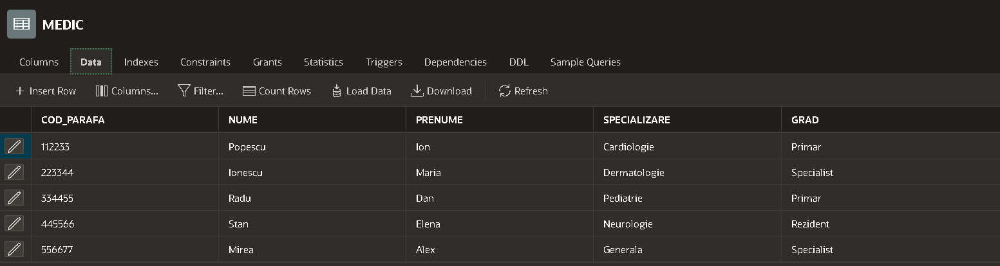 MEDIC
Columns Data Indexes Constraints Grants Statistics Triggers Dependencies DDL Sample Queries
Insert Row Columns... Filter... Count Rows Load Data Download Refresh
COD_PARAFA NUME PRENUME SPECIALIZARE GRAD
112233 Popescu Ion Cardiologie Primar
223344 Ionescu Maria Dermatologie Specialist
334455 Radu Dan Pediatrie Primar
445566 Stan Elena Neurologie Rezident
556677 Mirea Alex Generala Specialist